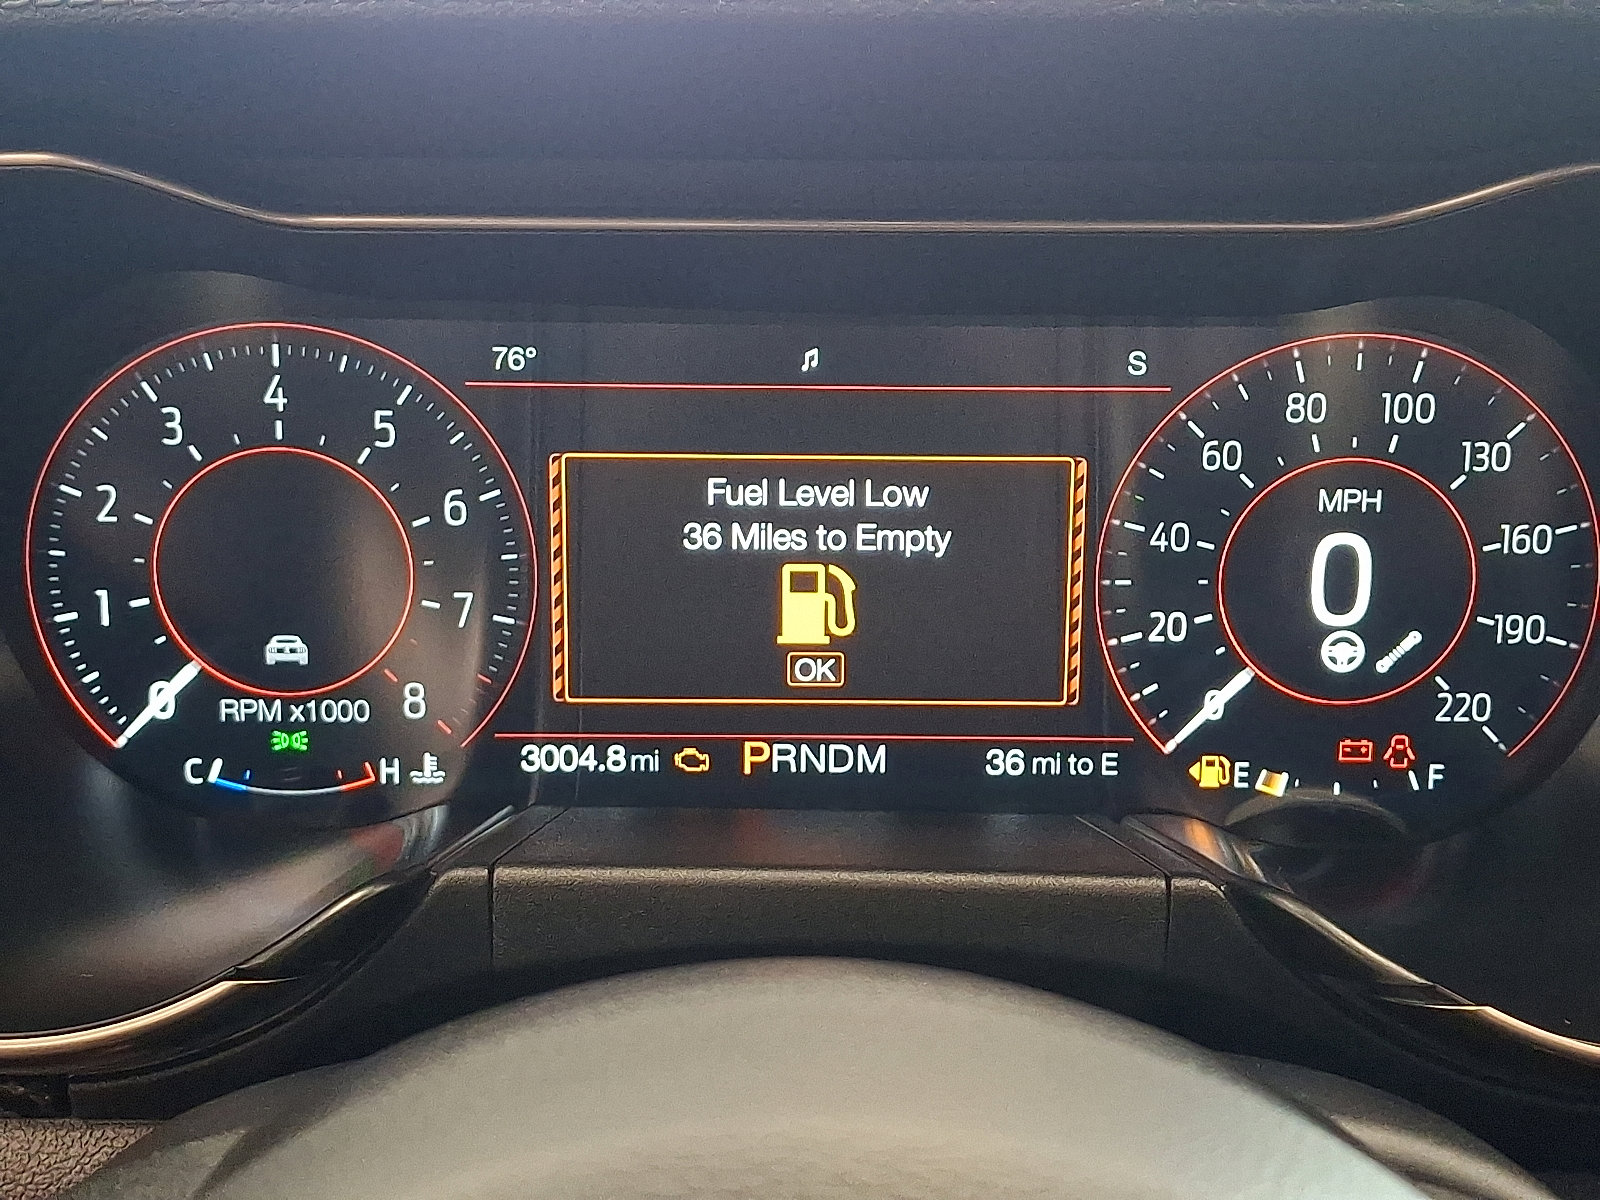 76°
S
4
3
5
2
6
1
7
0
8
RPM x1000
C
H
Fuel Level Low
36 Miles to Empty
OK
3004.8 mi
PRNDM
36 mi to E
80
100
60
130
MPH
40
160
0
20
190
0
220
E
F